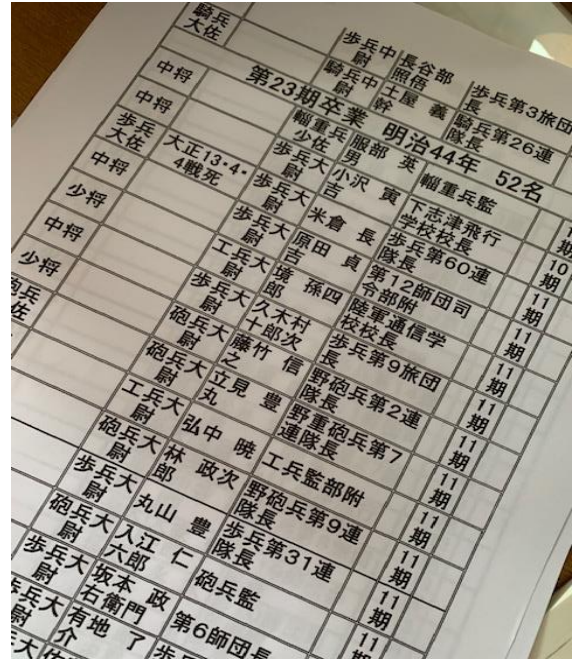 歩兵中尉 長谷部 照悟 歩兵第3旅団長
騎兵大佐 騎兵中尉 土屋 義幹 騎兵第26連隊長
第23期卒業 明治44年 52名
中将 輜重兵少佐 服部 英男 輜重兵監 期
中将 歩兵大尉 小沢 寅吉 下志津飛行学校校長 10期
歩兵大佐 大正13・4・4戦死 歩兵大尉 米倉 長 歩兵第60連隊長 11期
中将 歩兵大尉 原田 貞吉 第12師団司令部附 11期
少将 工兵大尉 境 孫四郎 陸軍通信学校校長 11期
中将 歩兵大尉 久木村 十郎次 歩兵第9旅団長 11期
少将 砲兵大尉 藤竹 信之 野砲兵第2連隊長 11期
砲兵大佐 砲兵大尉 立見 豊丸 野重砲兵第7連隊長 11期
工兵大尉 弘中 暁 工兵監部附 11期
砲兵大尉 林 政次郎 野砲兵第9連隊長 11期
歩兵大尉 丸山 豊 歩兵第31連隊長 11期
砲兵大尉 入江 仁六郎 砲兵監
歩兵大尉 坂本 政右衛門 第6師団長
歩兵大尉 有地 了介